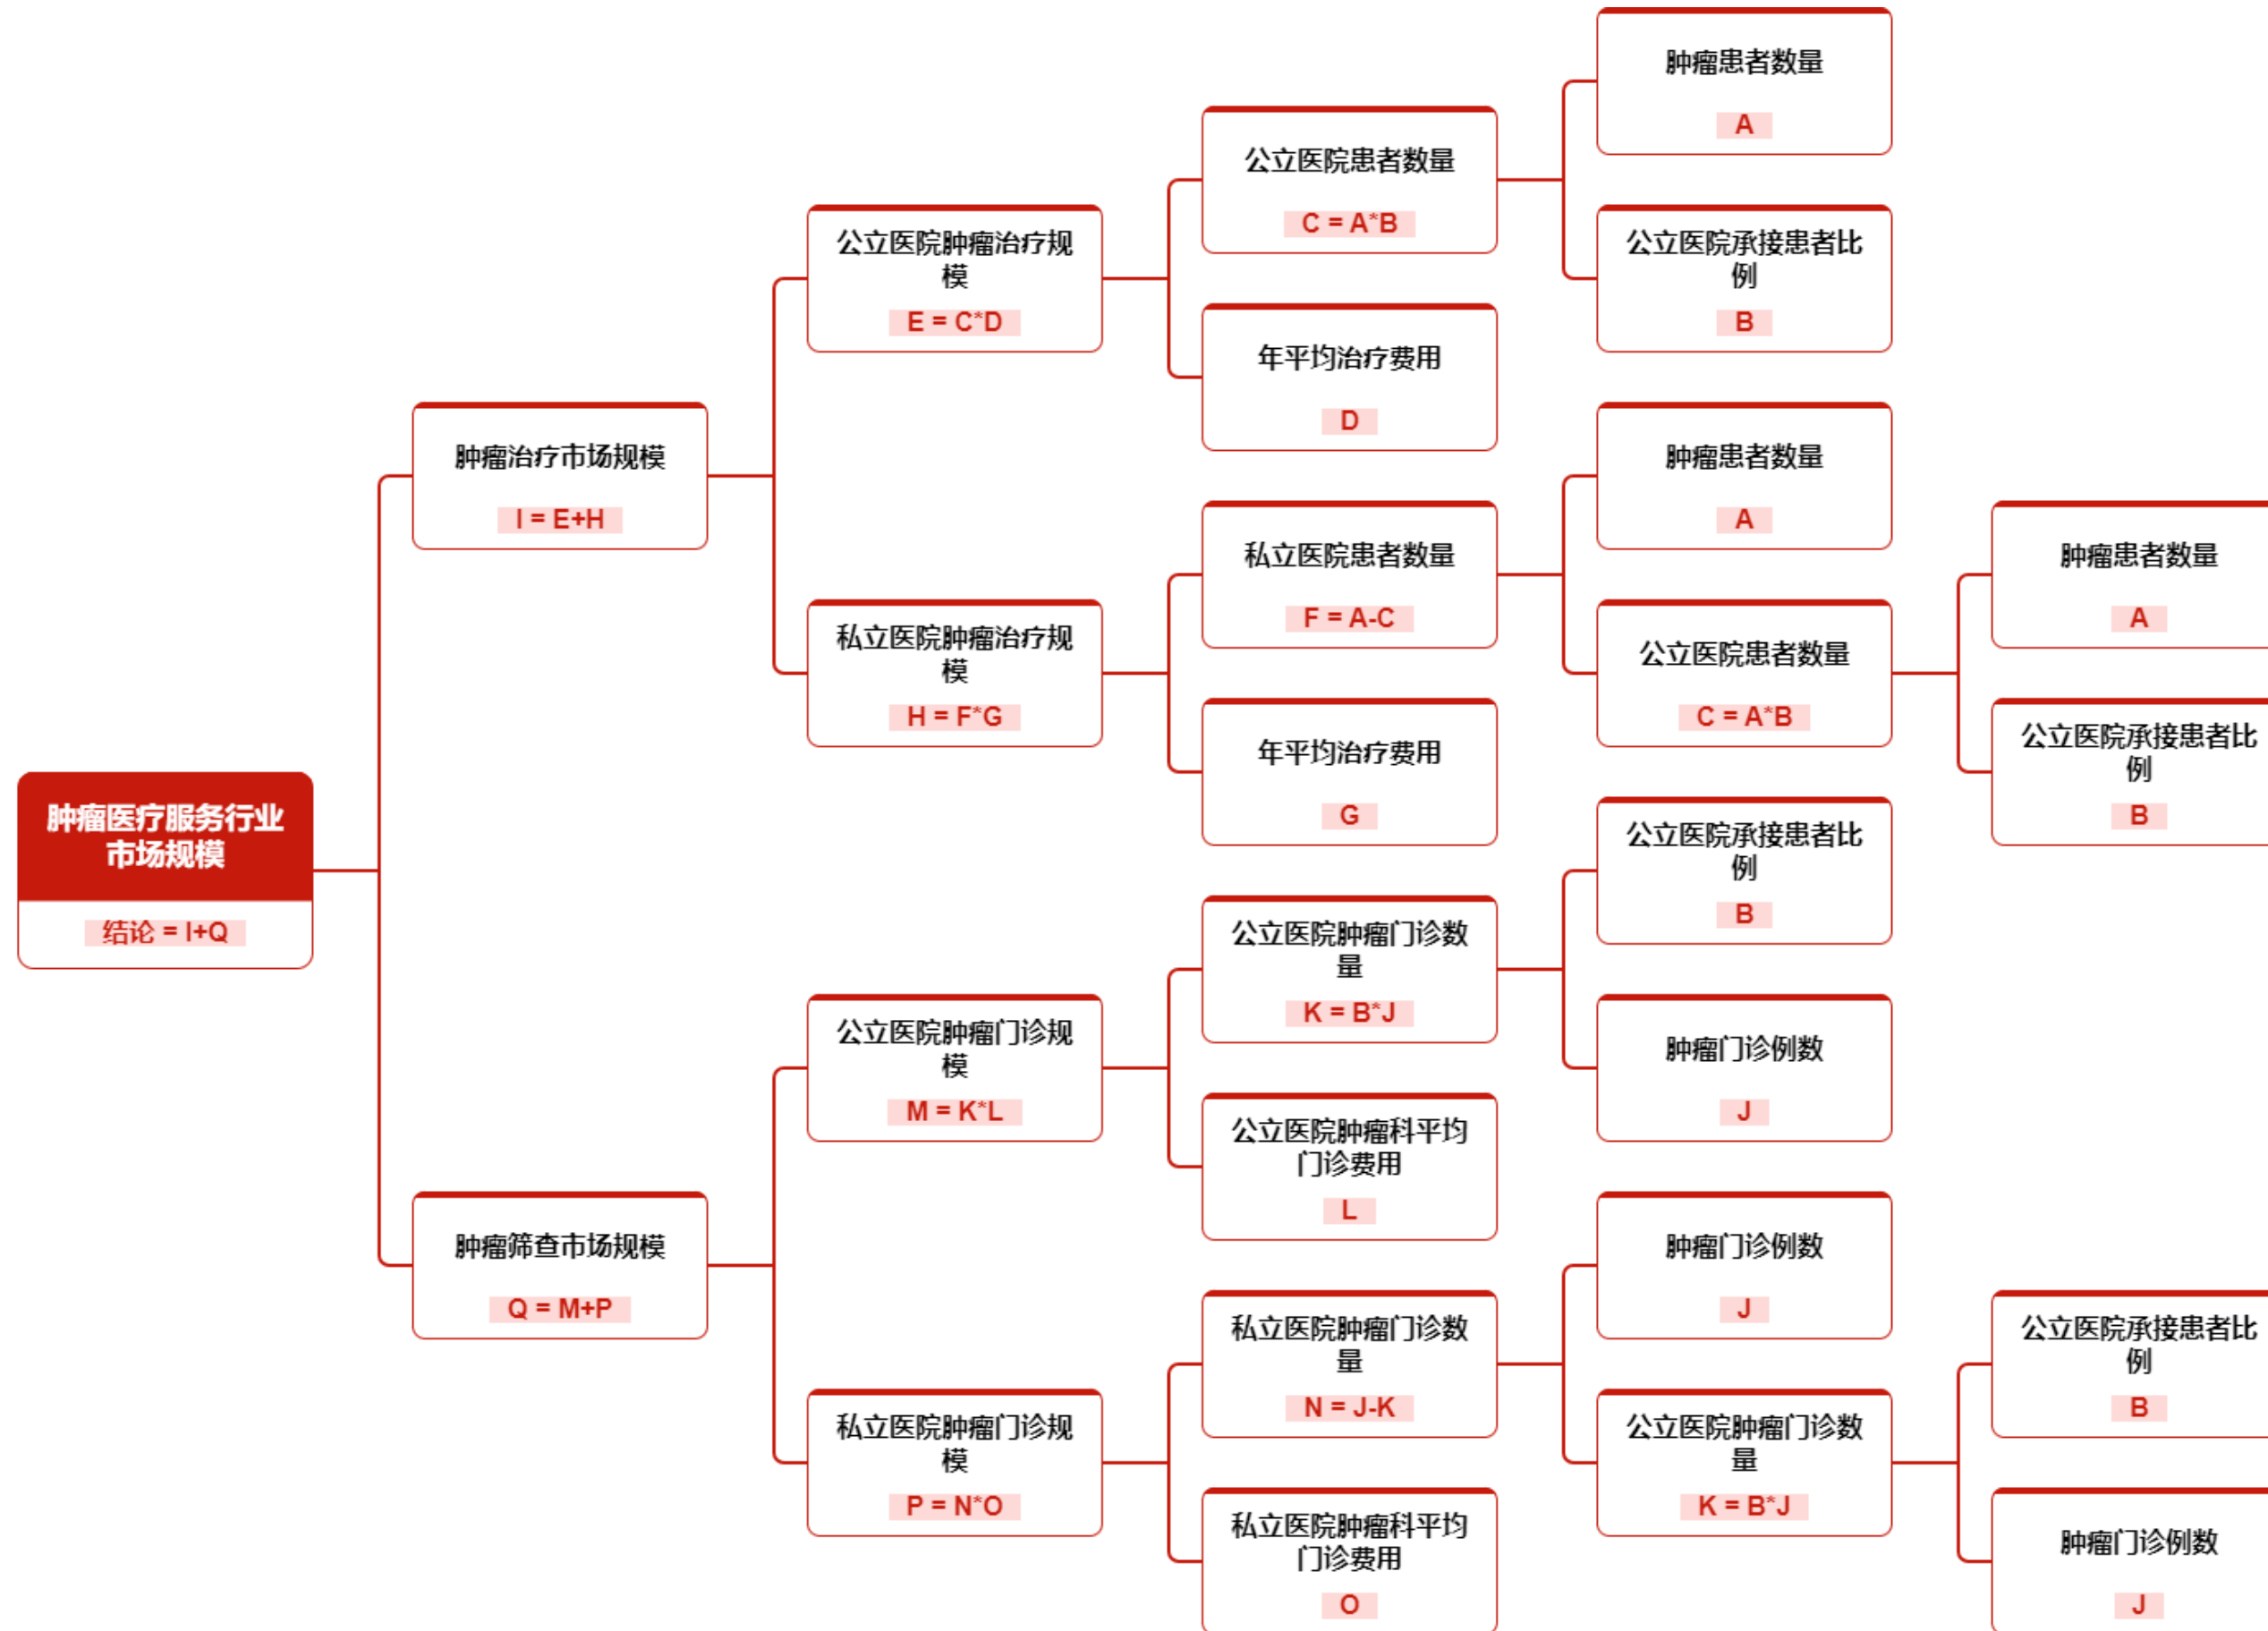 肿瘤医疗服务行业
市场规模
结论 = I+Q
肿瘤治疗市场规模
I = E+H
公立医院肿瘤治疗规
模
E = C*D
公立医院患者数量
C = A*B
肿瘤患者数量
A
公立医院承接患者比
例
B
年平均治疗费用
D
私立医院肿瘤治疗规
模
H = F*G
私立医院患者数量
F = A-C
肿瘤患者数量
A
公立医院患者数量
C = A*B
肿瘤患者数量
A
公立医院承接患者比
例
B
年平均治疗费用
G
肿瘤筛查市场规模
Q = M+P
公立医院肿瘤门诊规
模
M = K*L
公立医院肿瘤门诊数
量
K = B*J
公立医院承接患者比
例
B
肿瘤门诊例数
J
公立医院肿瘤科平均
门诊费用
L
私立医院肿瘤门诊规
模
P = N*O
私立医院肿瘤门诊数
量
N = J-K
肿瘤门诊例数
J
公立医院肿瘤门诊数
量
K = B*J
公立医院承接患者比
例
B
肿瘤门诊例数
J
私立医院肿瘤科平均
门诊费用
O